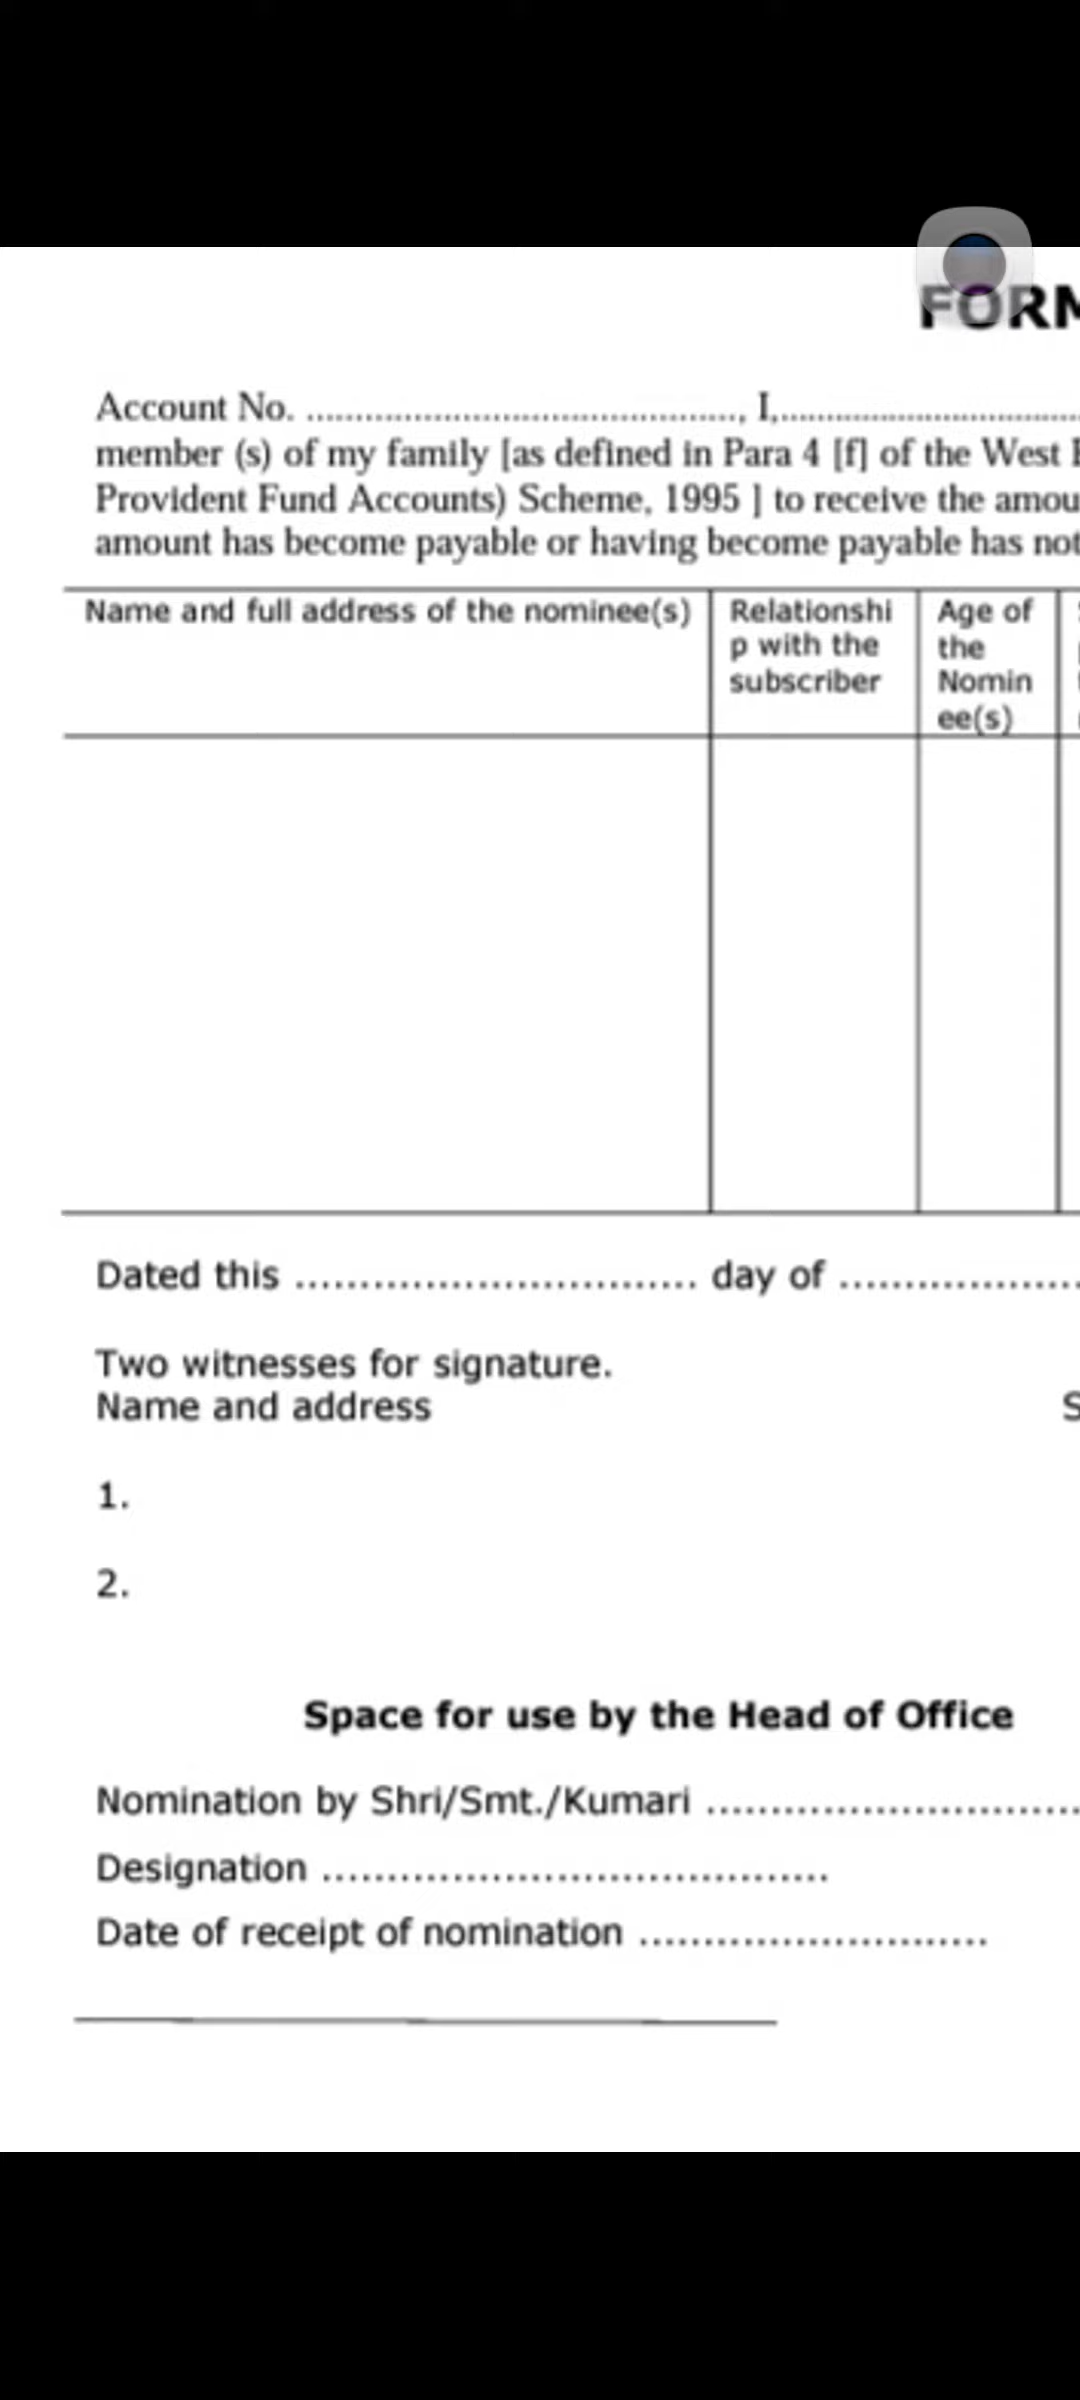 FORM
Account No. ............................................, I,...............................
member (s) of my family [as defined in Para 4 [f] of the West
Provident Fund Accounts) Scheme, 1995 ] to receive the amou
amount has become payable or having become payable has not
Name and full address of the nominee(s) Relationshi Age of
p with the the
subscriber Nomin
ee(s)
Dated this ............................... day of ...................
Two witnesses for signature.
Name and address S
1.
2.
Space for use by the Head of Office
Nomination by Shri/Smt./Kumari .............................
Designation .......................................
Date of receipt of nomination ...........................